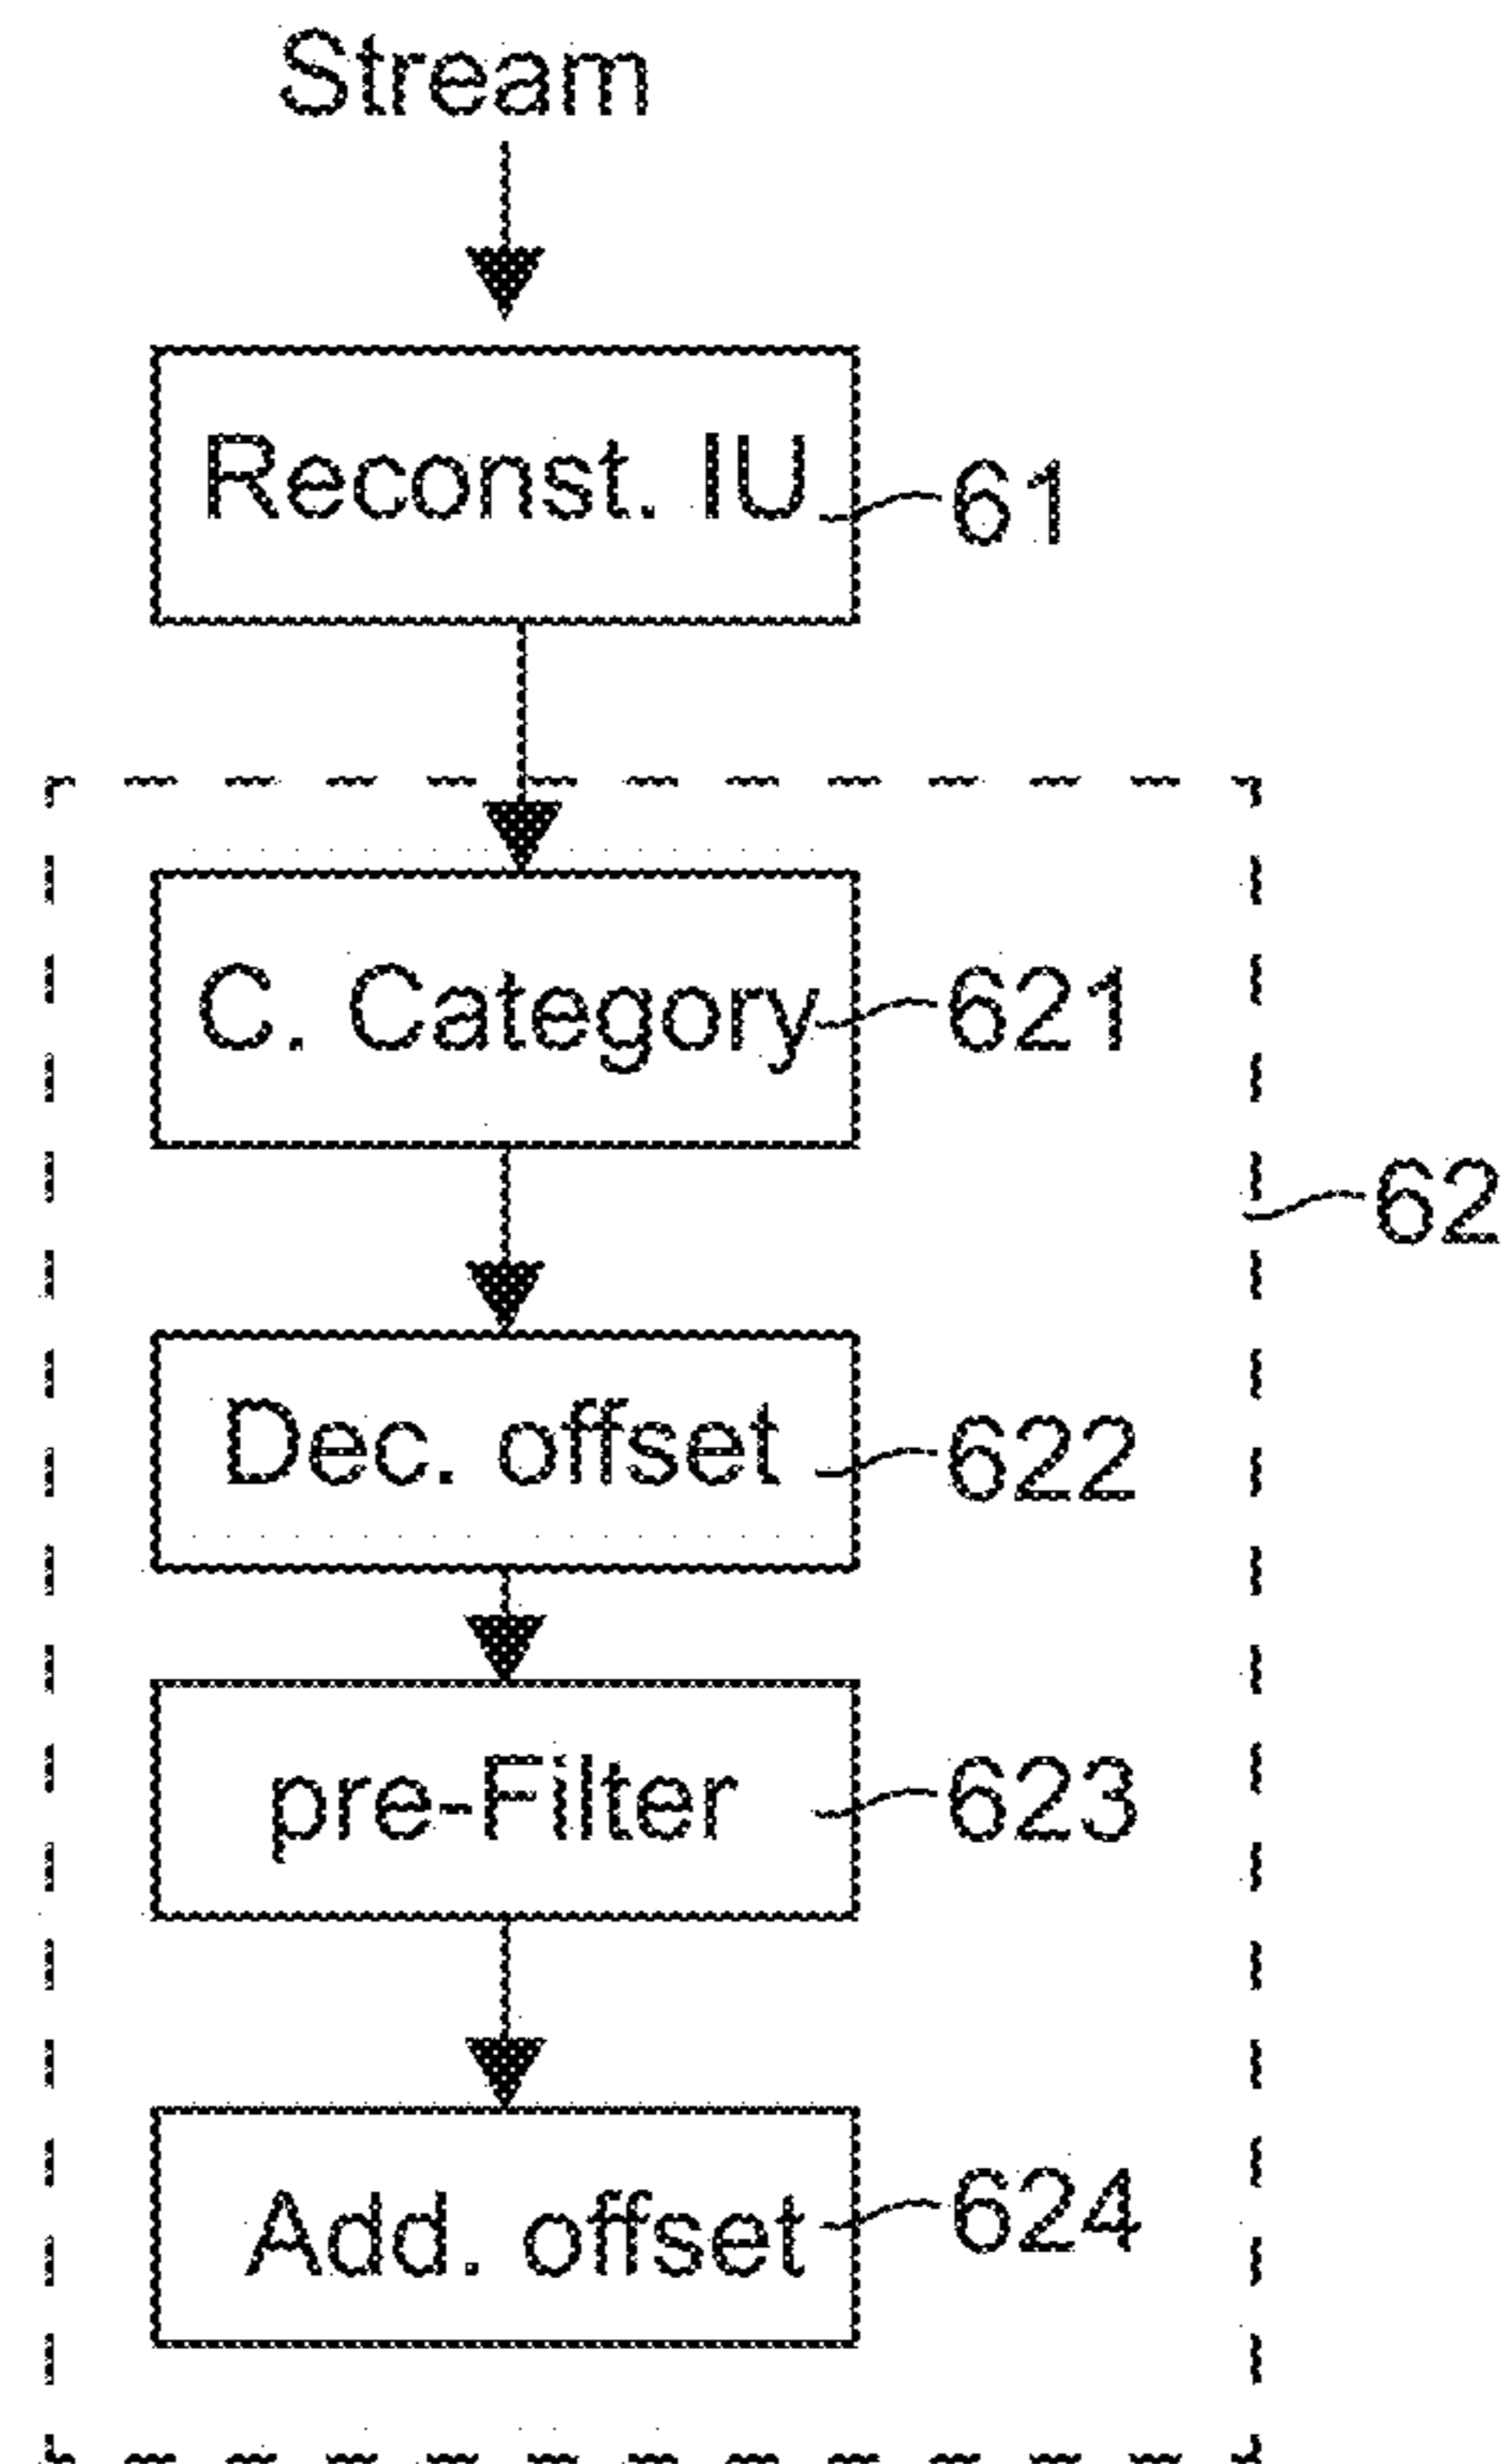 Stream
Reconst. IU 61
C. Category 621
62
Dec. offset 622
pre-Filter 623
Add. offset 624